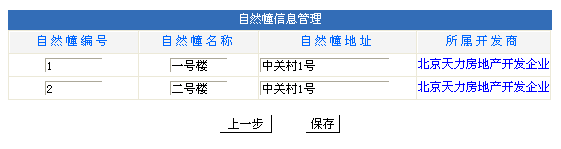 自然幢信息管理
自然幢编号 自然幢名称 自然幢地址 所属开发商
1 一号楼 中关村1号 北京天力房地产开发企业
2 二号楼 中关村1号 北京天力房地产开发企业
上一步 保存